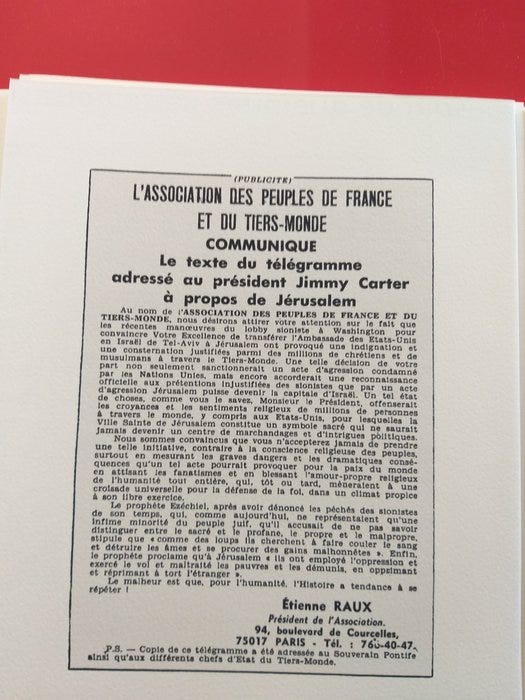 (PUBLICITE)
L'ASSOCIATION DES PEUPLES DE FRANCE
ET DU TIERS-MONDE
COMMUNIQUE
Le texte du télégramme
adressé au président Jimmy Carter
à propos de Jérusalem
Au nom de l'ASSOCIATION DES PEUPLES DE FRANCE ET DU
TIERS-MONDE, nous désirons attirer votre attention sur le fait que
les récentes manœuvres du lobby sioniste à Washington pour
convaincre Votre Excellence de transférer l'Ambassade des Etats-Unis
en Israël de Tel-Aviv à Jérusalem ont provoqué une indignation et
une consternation justifiées parmi des millions de chrétiens et de
musulmans à travers le Tiers-Monde. Une telle décision de votre
part non seulement sanctionnerait un acte d'agression condamné
par les Nations Unies, mais encore accorderait une reconnaissance
officielle aux prétentions injustifiées des sionistes que par un acte
d'agression Jérusalem puisse devenir la capitale d'Israël. Un tel état
de choses, comme vous le savez, Monsieur le Président, offenserait
les croyances et les sentiments religieux de millions de personnes
à travers le monde, y compris aux Etats-Unis, pour lesquelles la
Ville Sainte de Jérusalem constitue un symbole sacré qui ne saurait
jamais devenir un centre de marchandages et d'intrigues politiques.
Nous sommes convaincus que vous n'accepterez jamais de prendre
une telle initiative, contraire à la conscience religieuse des peuples,
surtout en mesurant les graves dangers et les dramatiques consé-
quences qu'un tel acte pourrait provoquer pour la paix du monde
en attisant les fanatismes et en blessant l'amour-propre religieux
de l'humanité tout entière, qui, tôt ou tard, mèneraient à une
croisade universelle pour la défense de la foi, dans un climat propice
à son libre exercice.
Le prophète Ezéchiel, après avoir dénoncé les péchés des sionistes
de son temps, qui, comme aujourd'hui, ne représentaient qu'une
infime minorité du peuple juif, qu'il accusait de ne pas savoir
distinguer entre le sacré et le profane, le propre et le malpropre,
stipule que « comme des loups ils cherchent à faire couler le sang
et détruire les âmes et se procurer des gains malhonnêtes ». Enfin,
le prophète proclame qu'à Jérusalem « ils ont employé l'oppression et
exercé le vol et maltraité les pauvres et les démunis, en opprimant
et réprimant à tort l'étranger ».
Le malheur est que, pour l'humanité, l'Histoire a tendance à se
répéter !
Étienne RAUX
Président de l'Association.
94, boulevard de Courcelles,
75017 PARIS - Tél. : 766-40-47.
P.S. — Copie de ce télégramme a été adressée au Souverain Pontife
ainsi qu'aux différents chefs d'Etat du Tiers-Monde.